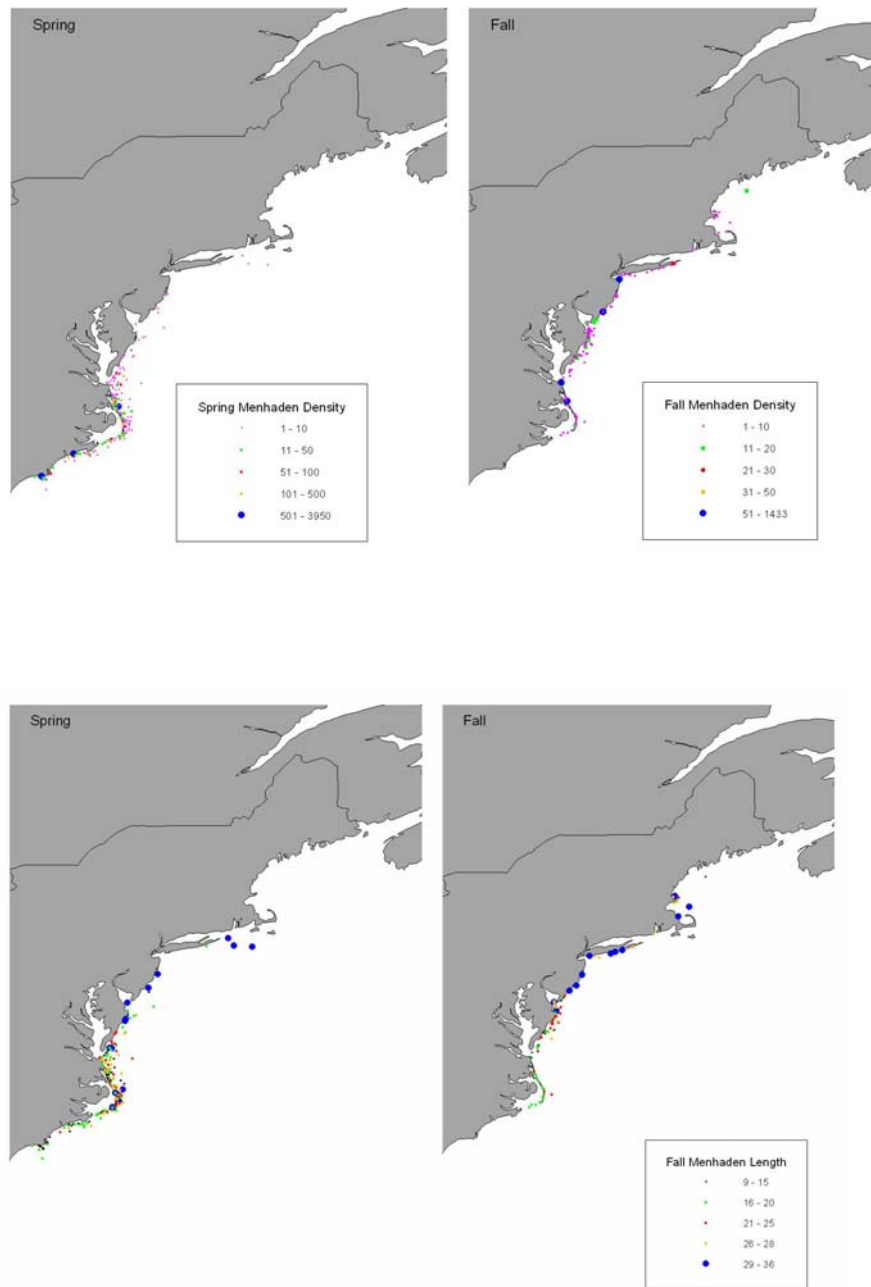 Spring
Spring Menhaden Density
1 - 10
11 - 50
51 - 100
101 - 500
501 - 3950
Fall
Fall Menhaden Density
1 - 10
11 - 20
21 - 30
31 - 50
51 - 1433
Spring
Fall
Fall Menhaden Length
9 - 15
16 - 20
21 - 25
26 - 28
29 - 36